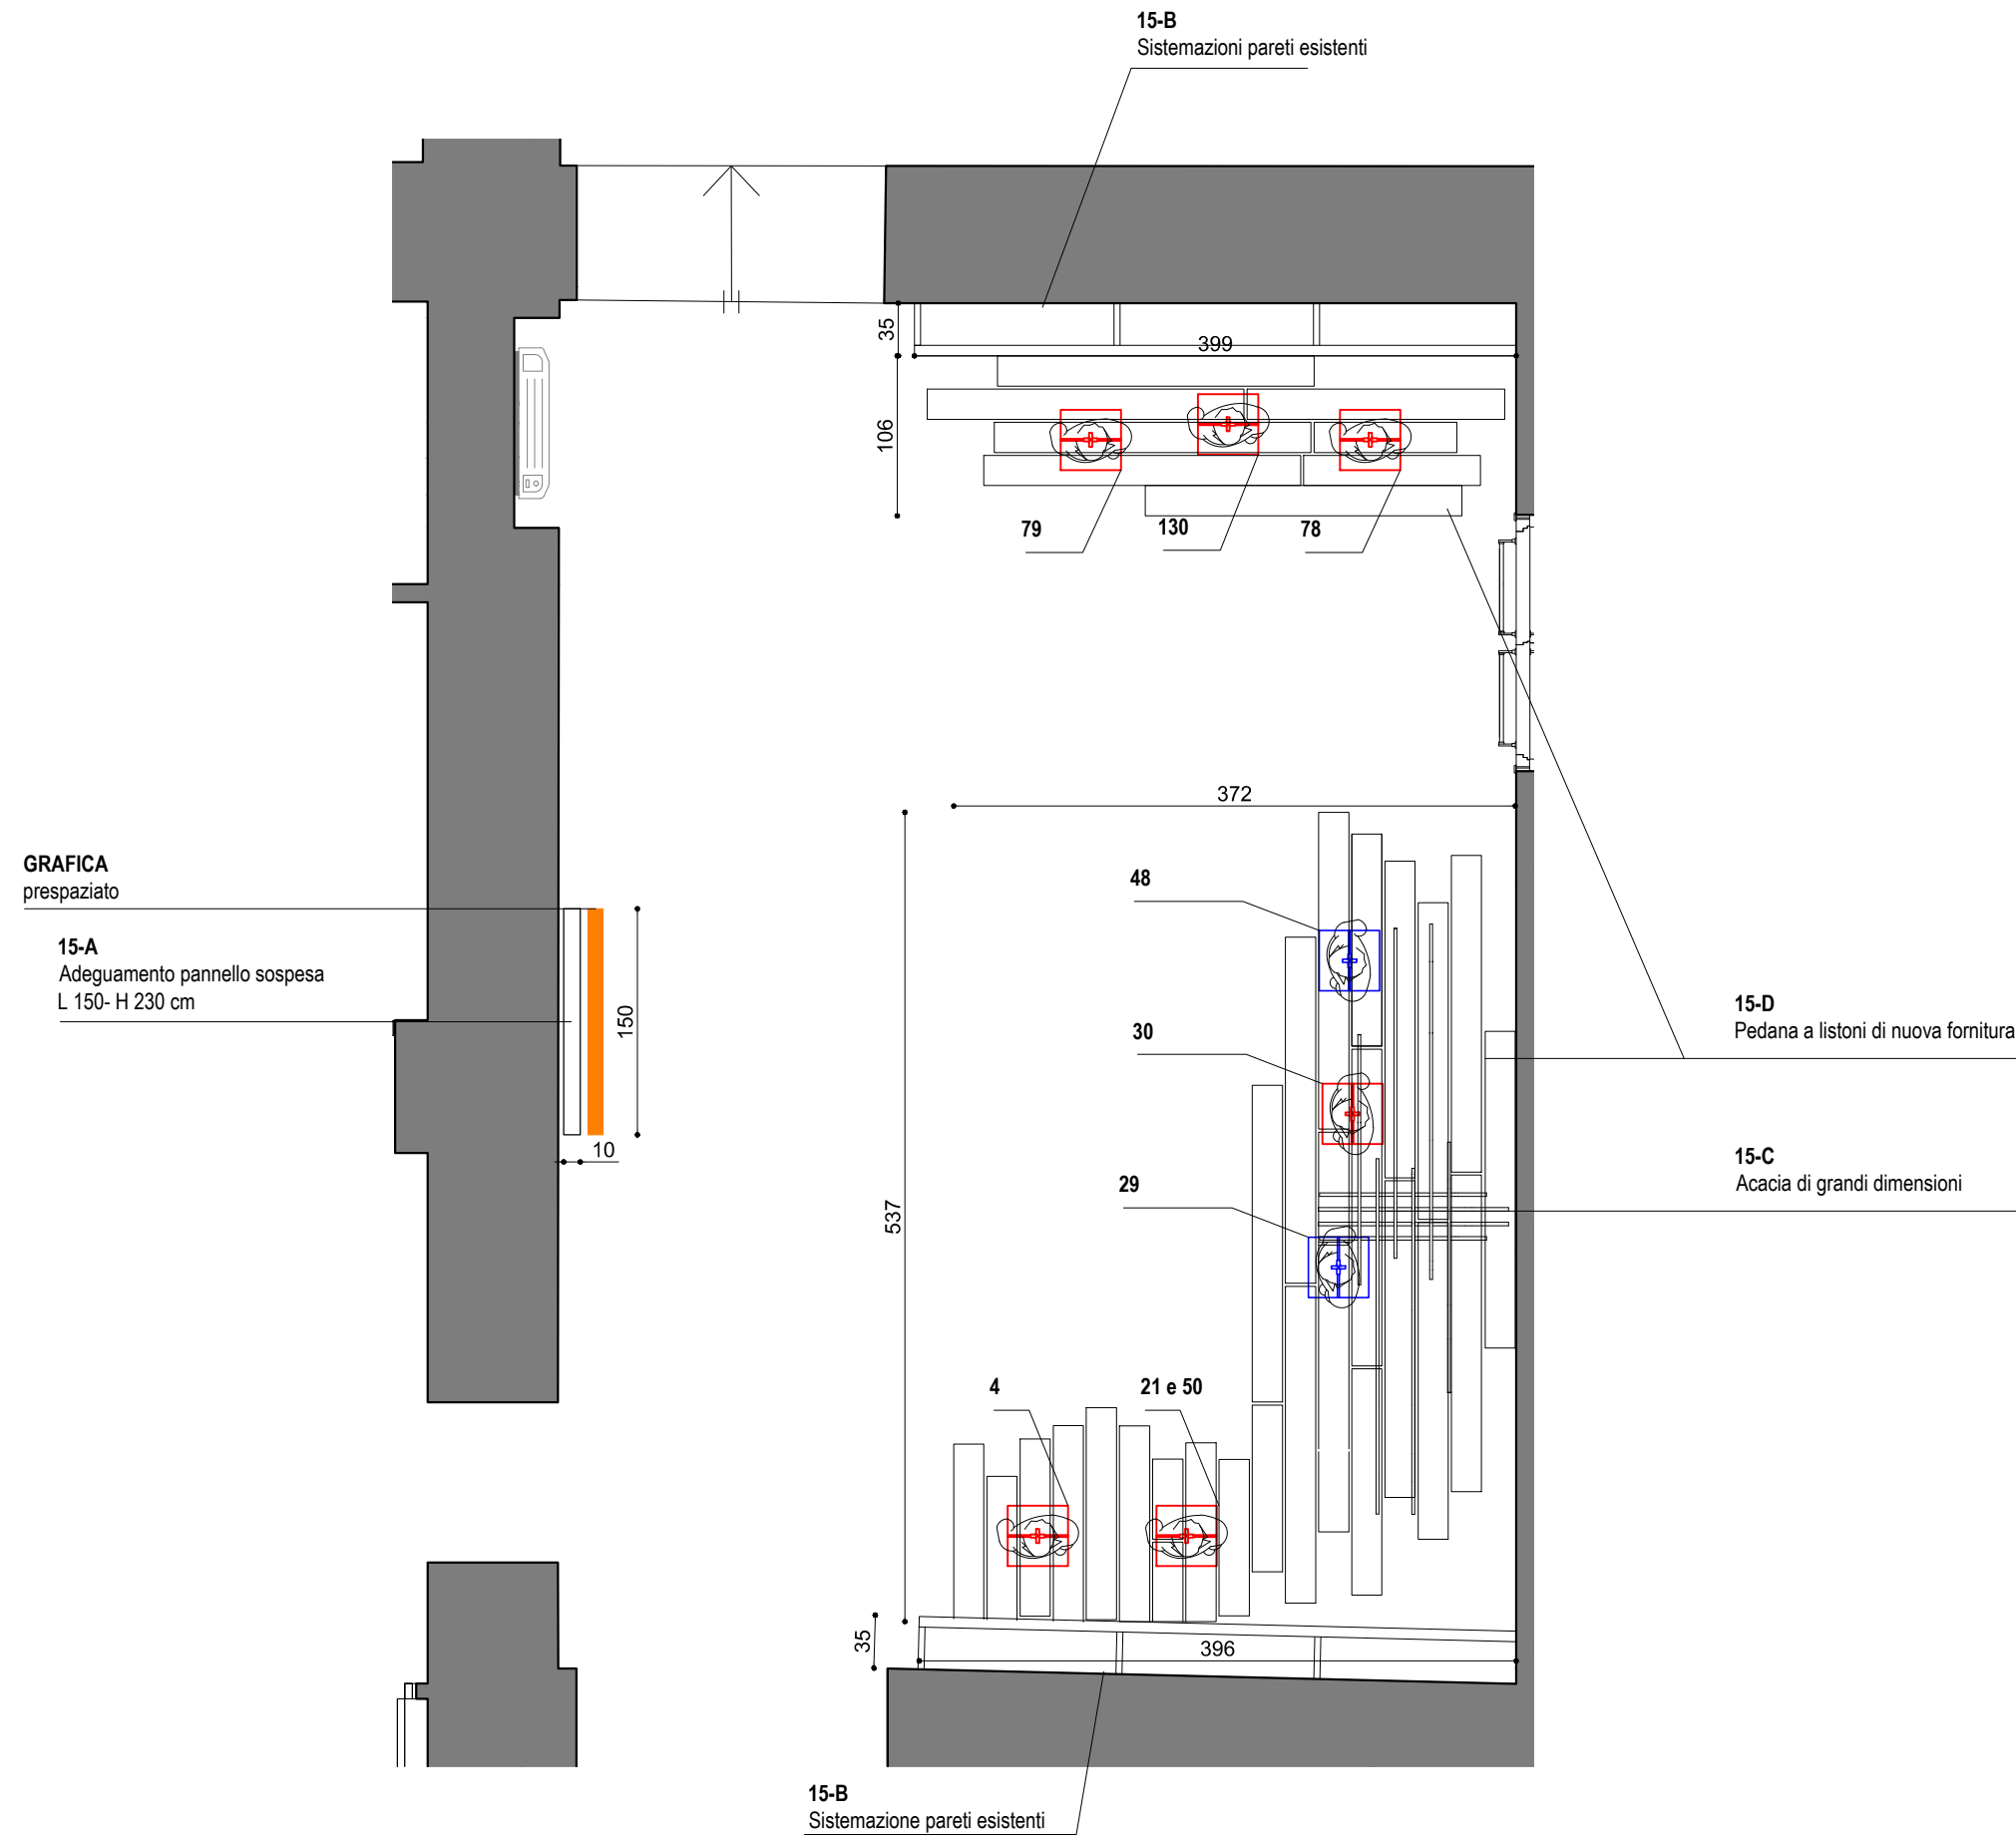 15-B
Sistemazioni pareti esistenti
35
399
106
79
130
78
372
48
GRAFICA
prespaziato
15-A
Adeguamento pannello sospesa
L 150- H 230 cm
150
10
30
15-D
Pedana a listoni di nuova fornitura
15-C
Acacia di grandi dimensioni
29
537
4
21 e 50
35
396
15-B
Sistemazione pareti esistenti